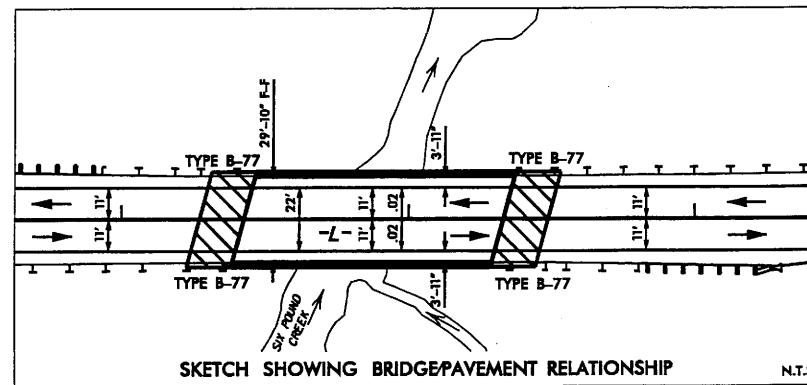 29'-10" F-F
3'-11"
TYPE B-77
TYPE B-77
11'
22'
11'
.02
11'
11'
-L-
11'
.02
11'
TYPE B-77
TYPE B-77
3'-11"
SIX POUND
CREEK
SKETCH SHOWING BRIDGE/PAVEMENT RELATIONSHIP
N.T.